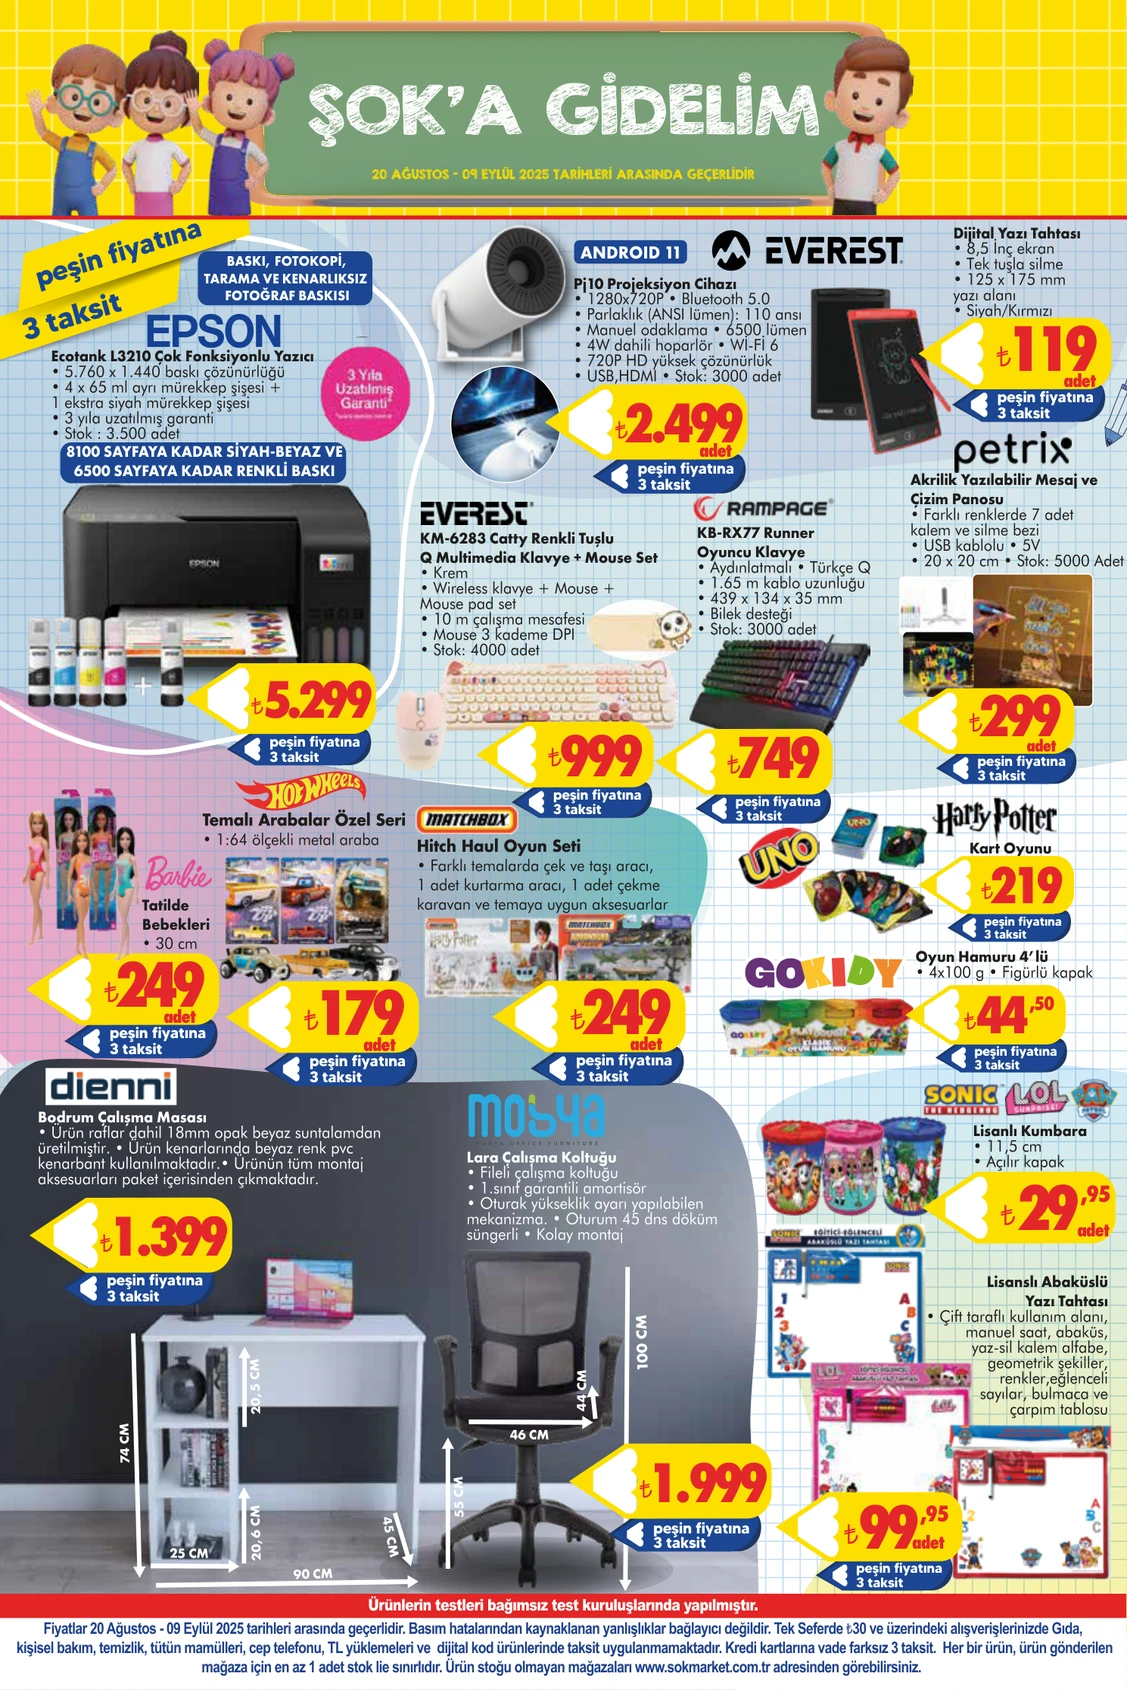 ŞOK'A GİDELİM
20 AĞUSTOS - 09 EYLÜL 2025 TARİHLERİ ARASINDA GEÇERLİDİR
peşin fiyatına
3 taksit
BASKI, FOTOKOPİ,
TARAMA VE KENARLIKSIZ
FOTOĞRAF BASKISI
EPSON
Ecotank L3210 Çok Fonksiyonlu Yazıcı
• 5.760 x 1.440 baskı çözünürlüğü
• 4 x 65 ml ayrı mürekkep şişesi +
1 ekstra siyah mürekkep şişesi
• 3 yıla uzatılmış garanti
• Stok : 3.500 adet
3 Yıla
Uzatılmış
Garanti*
8100 SAYFAYA KADAR SİYAH-BEYAZ VE
6500 SAYFAYA KADAR RENKLİ BASKI
₺5.299
peşin fiyatına
3 taksit
ANDROID 11
EVEREST
Pj10 Projeksiyon Cihazı
• 1280x720P • Bluetooth 5.0
• Parlaklık (ANSI lümen): 110 ansı
• Manuel odaklama • 6500 lümen
• 4W dahili hoparlör • WI-FI 6
• 720P HD yüksek çözünürlük
• USB,HDMI • Stok: 3000 adet
₺2.499
adet
peşin fiyatına
3 taksit
Dijital Yazı Tahtası
• 8,5 İnç ekran
• Tek tuşla silme
• 125 x 175 mm
yazı alanı
• Siyah/Kırmızı
₺119
adet
peşin fiyatına
3 taksit
petrix
Akrilik Yazılabilir Mesaj ve
Çizim Panosu
• Farklı renklerde 7 adet
kalem ve silme bezi
• USB kablolu • 5V
• 20 x 20 cm • Stok: 5000 Adet
₺299
adet
peşin fiyatına
3 taksit
EVEREST
KM-6283 Catty Renkli Tuşlu
Q Multimedia Klavye + Mouse Set
• Krem
• Wireless klavye + Mouse +
Mouse pad set
• 10 m çalışma mesafesi
• Mouse 3 kademe DPI
• Stok: 4000 adet
₺999
peşin fiyatına
3 taksit
RAMPAGE
KB-RX77 Runner
Oyuncu Klavye
• Aydınlatmalı • Türkçe Q
• 1.65 m kablo uzunluğu
• 439 x 134 x 35 mm
• Bilek desteği
• Stok: 3000 adet
₺749
peşin fiyatına
3 taksit
Barbie
Tatilde
Bebekleri
• 30 cm
₺249
adet
peşin fiyatına
3 taksit
HOT WHEELS
Temalı Arabalar Özel Seri
• 1:64 ölçekli metal araba
₺179
adet
peşin fiyatına
3 taksit
MATCHBOX
Hitch Haul Oyun Seti
• Farklı temalarda çek ve taşı aracı,
1 adet kurtarma aracı, 1 adet çekme
karavan ve temaya uygun aksesuarlar
₺249
adet
peşin fiyatına
3 taksit
UNO
Harry Potter
Kart Oyunu
₺219
peşin fiyatına
3 taksit
GOKIDY
Oyun Hamuru 4'lü
• 4x100 g • Figürlü kapak
₺44,50
peşin fiyatına
3 taksit
dienni
Bodrum Çalışma Masası
• Ürün raflar dahil 18mm opak beyaz suntalamdan
üretilmiştir. • Ürün kenarlarında beyaz renk pvc
kenarbant kullanılmaktadır.• Ürünün tüm montaj
aksesuarları paket içerisinden çıkmaktadır.
₺1.399
peşin fiyatına
3 taksit
74 CM
20,5 CM
20,6 CM
25 CM
45 CM
90 CM
mobya
MOBYA OFFICE FURNITURE
Lara Çalışma Koltuğu
• Fileli çalışma koltuğu
• 1.sınıf garantili amortisör
• Oturak yükseklik ayarı yapılabilen
mekanizma. • Oturum 45 dns döküm
süngerli • Kolay montaj
100 CM
44 CM
46 CM
55 CM
₺1.999
peşin fiyatına
3 taksit
SONIC
THE HEDGEHOG
LOL
SURPRISE!
PAW
PATROL
Lisanlı Kumbara
• 11,5 cm
• Açılır kapak
₺29,95
adet
EĞİTİCİ-EĞLENCELİ
ABAKÜSLÜ YAZI TAHTASI
Lisanslı Abaküslü
Yazı Tahtası
• Çift taraflı kullanım alanı,
manuel saat, abaküs,
yaz-sil kalem alfabe,
geometrik şekiller,
renkler,eğlenceli
sayılar, bulmaca ve
çarpım tablosu
₺99,95
adet
peşin fiyatına
3 taksit
Ürünlerin testleri bağımsız test kuruluşlarında yapılmıştır.
Fiyatlar 20 Ağustos - 09 Eylül 2025 tarihleri arasında geçerlidir. Basım hatalarından kaynaklanan yanlışlıklar bağlayıcı değildir. Tek Seferde ₺30 ve üzerindeki alışverişlerinizde Gıda,
kişisel bakım, temizlik, tütün mamülleri, cep telefonu, TL yüklemeleri ve dijital kod ürünlerinde taksit uygulanmamaktadır. Kredi kartlarına vade farksız 3 taksit. Her bir ürün, ürün gönderilen
mağaza için en az 1 adet stok lie sınırlıdır. Ürün stoğu olmayan mağazaları www.sokmarket.com.tr adresinden görebilirsiniz.